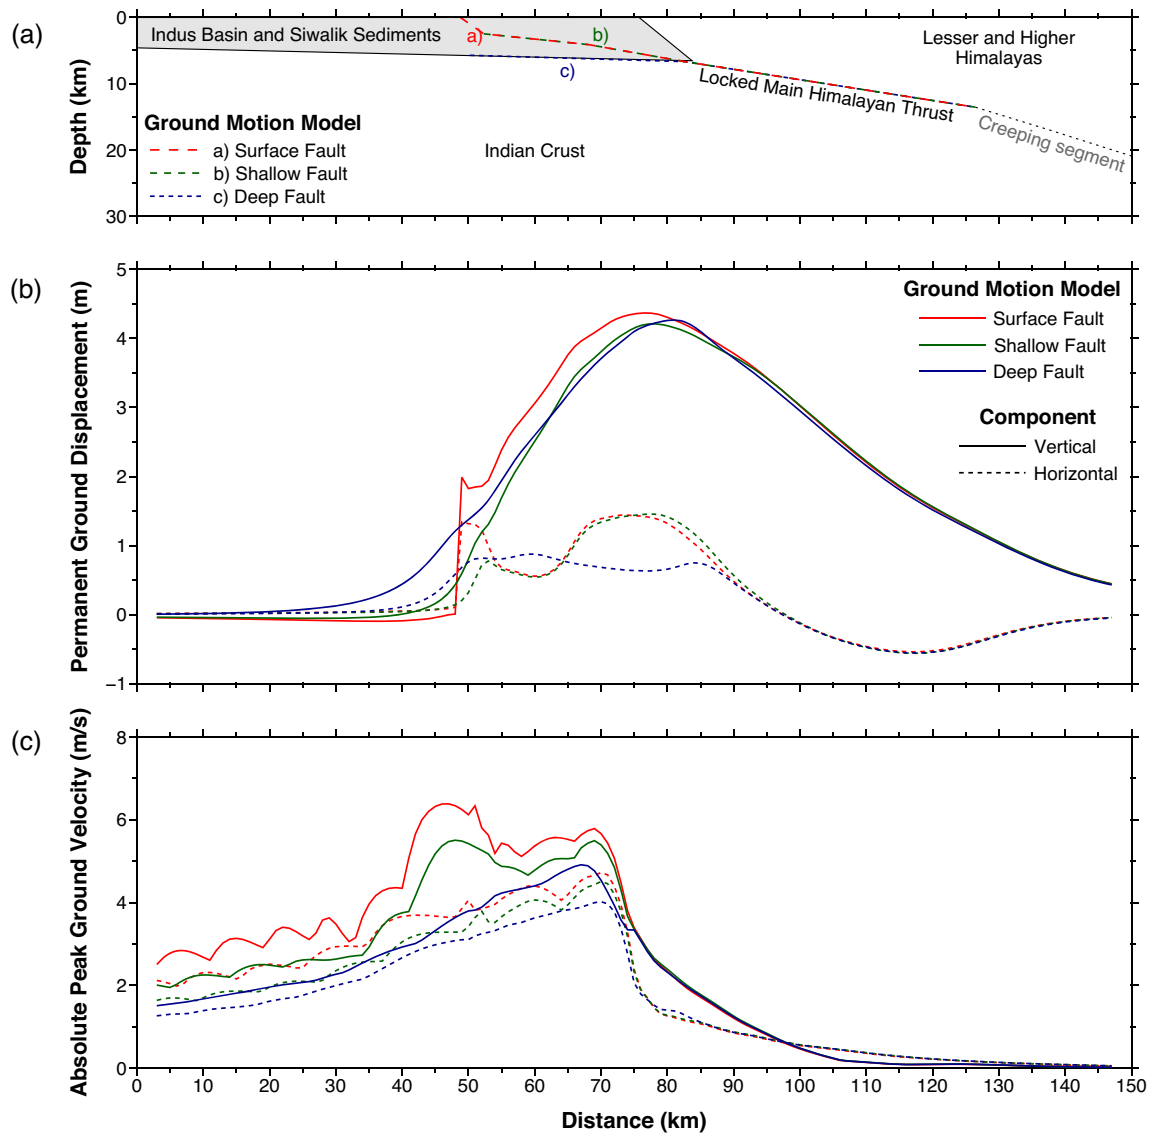 (a)
Depth (km)
0
10
20
30
Indus Basin and Siwalik Sediments
a)
b)
c)
Lesser and Higher
Himalayas
Locked Main Himalayan Thrust
Creeping segment
Indian Crust
Ground Motion Model
a) Surface Fault
b) Shallow Fault
c) Deep Fault
(b)
Permanent Ground Displacement (m)
5
4
3
2
1
0
−1
Ground Motion Model
Surface Fault
Shallow Fault
Deep Fault
Component
Vertical
Horizontal
(c)
Absolute Peak Ground Velocity (m/s)
8
6
4
2
0
0 10 20 30 40 50 60 70 80 90 100 110 120 130 140 150
Distance (km)